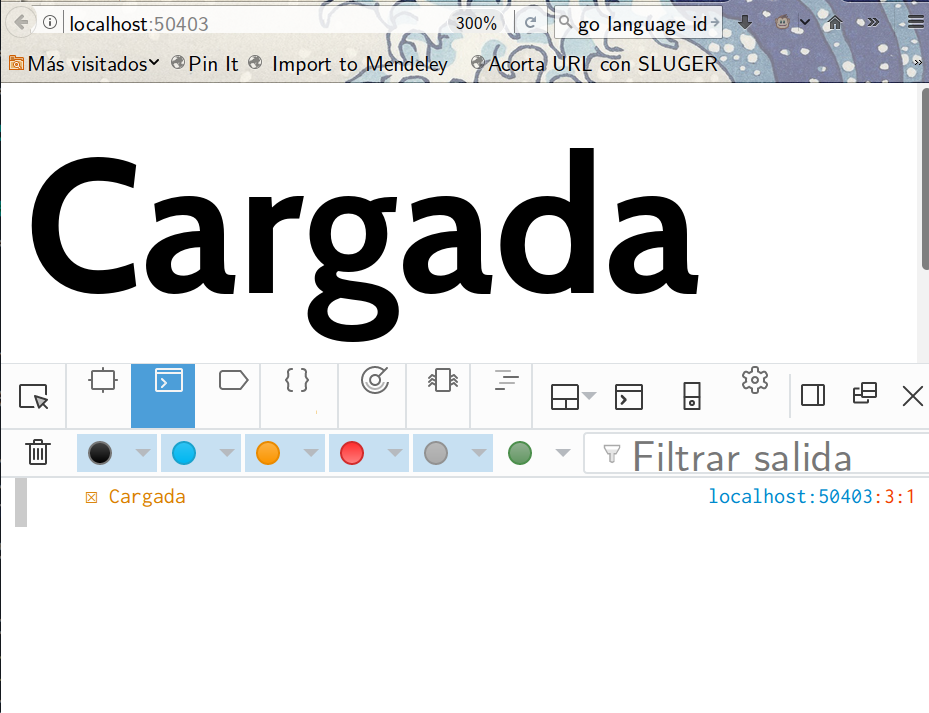 localhost:50403 300% go language id
Más visitados Pin It Import to Mendeley Acorta URL con SLUGER »
Cargada
Filtrar salida
Cargada localhost:50403:3:1